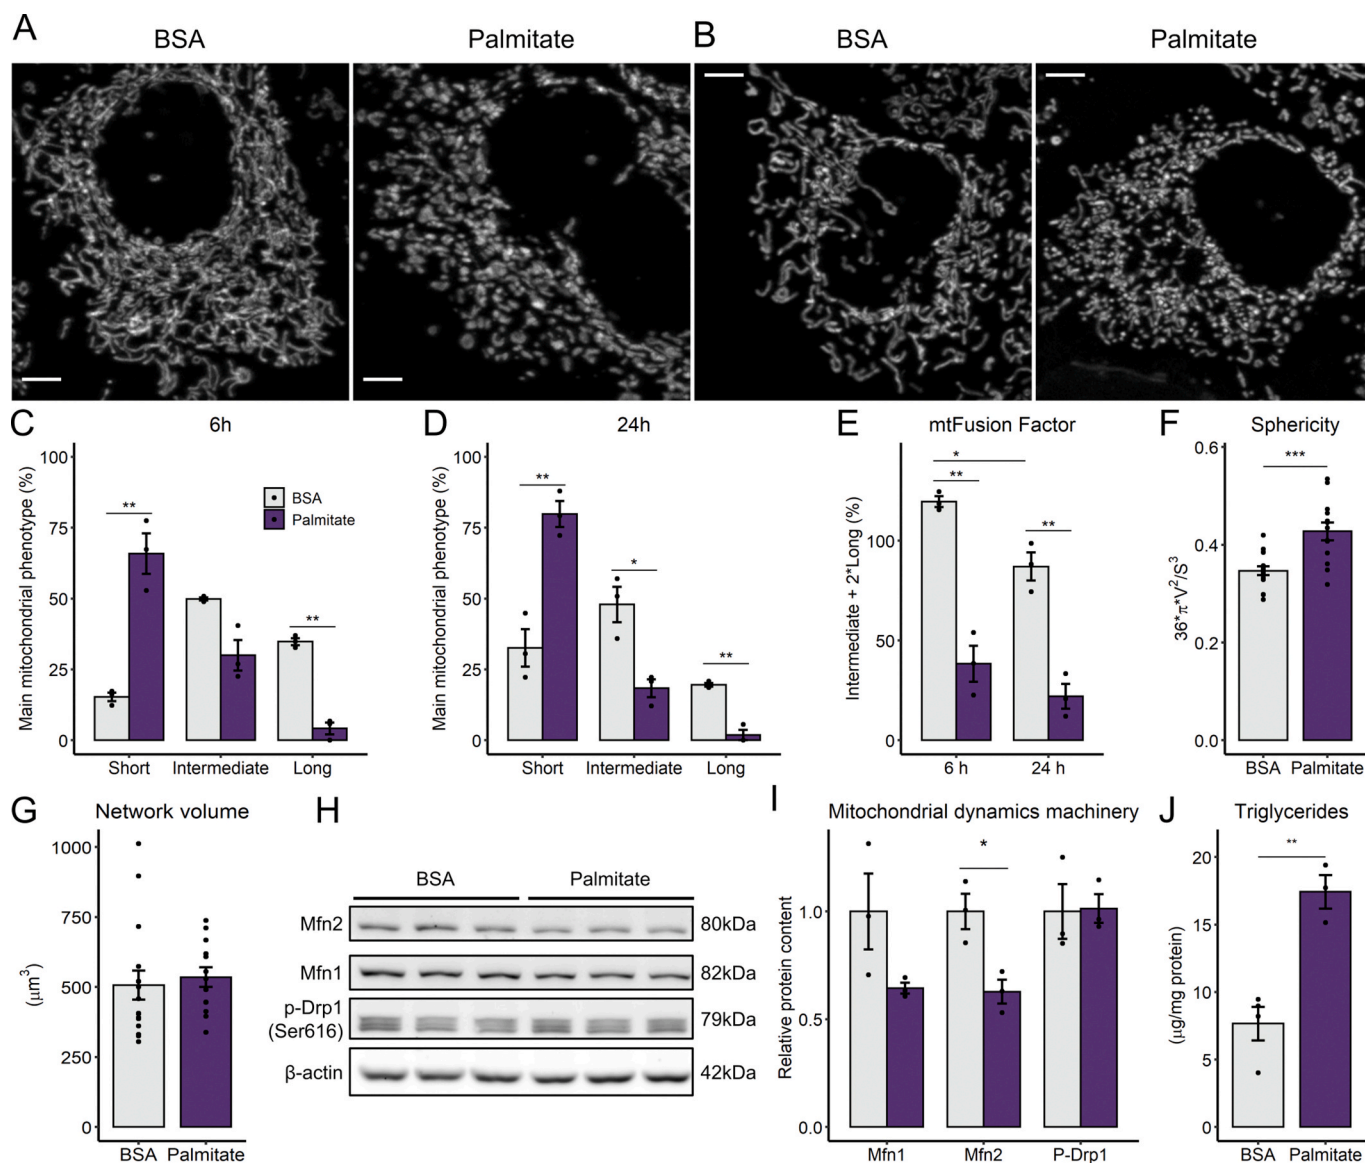 A
BSA
Palmitate
B
BSA
Palmitate
C
6h
Main mitochondrial phenotype (%)
100
75
50
25
0
**
**
BSA
Palmitate
Short
Intermediate
Long
D
24h
Main mitochondrial phenotype (%)
100
75
50
25
0
**
*
**
Short
Intermediate
Long
E
mtFusion Factor
Intermediate + 2*Long (%)
100
50
0
*
**
**
6 h
24 h
F
Sphericity
36*π*V²/S³
0.6
0.4
0.2
0.0
***
BSA
Palmitate
G
Network volume
(μm³)
1000
750
500
250
0
BSA
Palmitate
H
BSA
Palmitate
Mfn2
80kDa
Mfn1
82kDa
p-Drp1
(Ser616)
79kDa
β-actin
42kDa
I
Mitochondrial dynamics machinery
Relative protein content
1.0
0.5
0.0
*
Mfn1
Mfn2
P-Drp1
J
Triglycerides
(μg/mg protein)
20
15
10
5
0
**
BSA
Palmitate